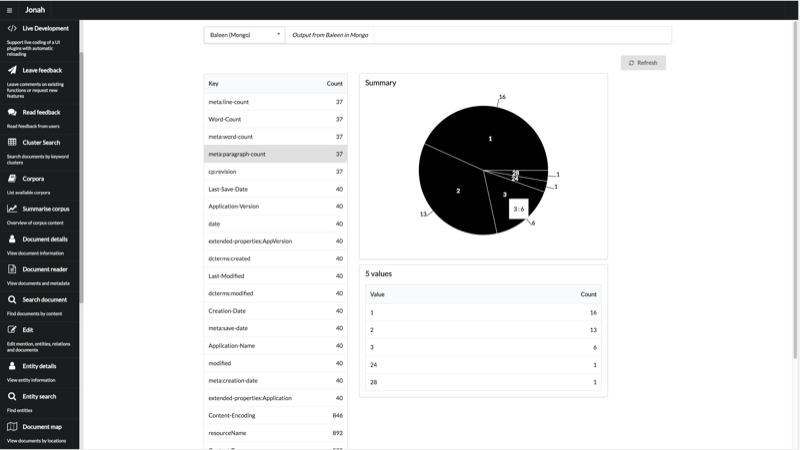 Jonah
Live Development
Support live coding of a UI
plugins with automatic
reloading
Leave feedback
Leave comments on existing
functions or request new
features
Read feedback
Read feedback from users
Cluster Search
Search documents by keyword
clusters
Corpora
List available corpora
Summarise corpus
Overview of corpus content
Document details
View document information
Document reader
View documents and metadata
Search document
Find documents by content
Edit
Edit mention, entities, relations
and documents
Entity details
View entity information
Entity search
Find entities
Document map
View documents by locations
Baleen (Mongo) Output from Baleen in Mongo
Refresh
Key Count
meta:line-count 37
Word-Count 37
meta:word-count 37
meta:paragraph-count 37
cp:revision 37
Last-Save-Date 40
Application-Version 40
date 40
extended-properties:AppVersion 40
dcterms:created 40
Last-Modified 40
dcterms:modified 40
Creation-Date 40
meta:save-date 40
Application-Name 40
modified 40
meta:creation-date 40
extended-properties:Application 40
Content-Encoding 846
resourceName 892
Summary
16
1
28
24
1
1
2
3
3 : 6
13
6
5 values
Value Count
1 16
2 13
3 6
24 1
28 1